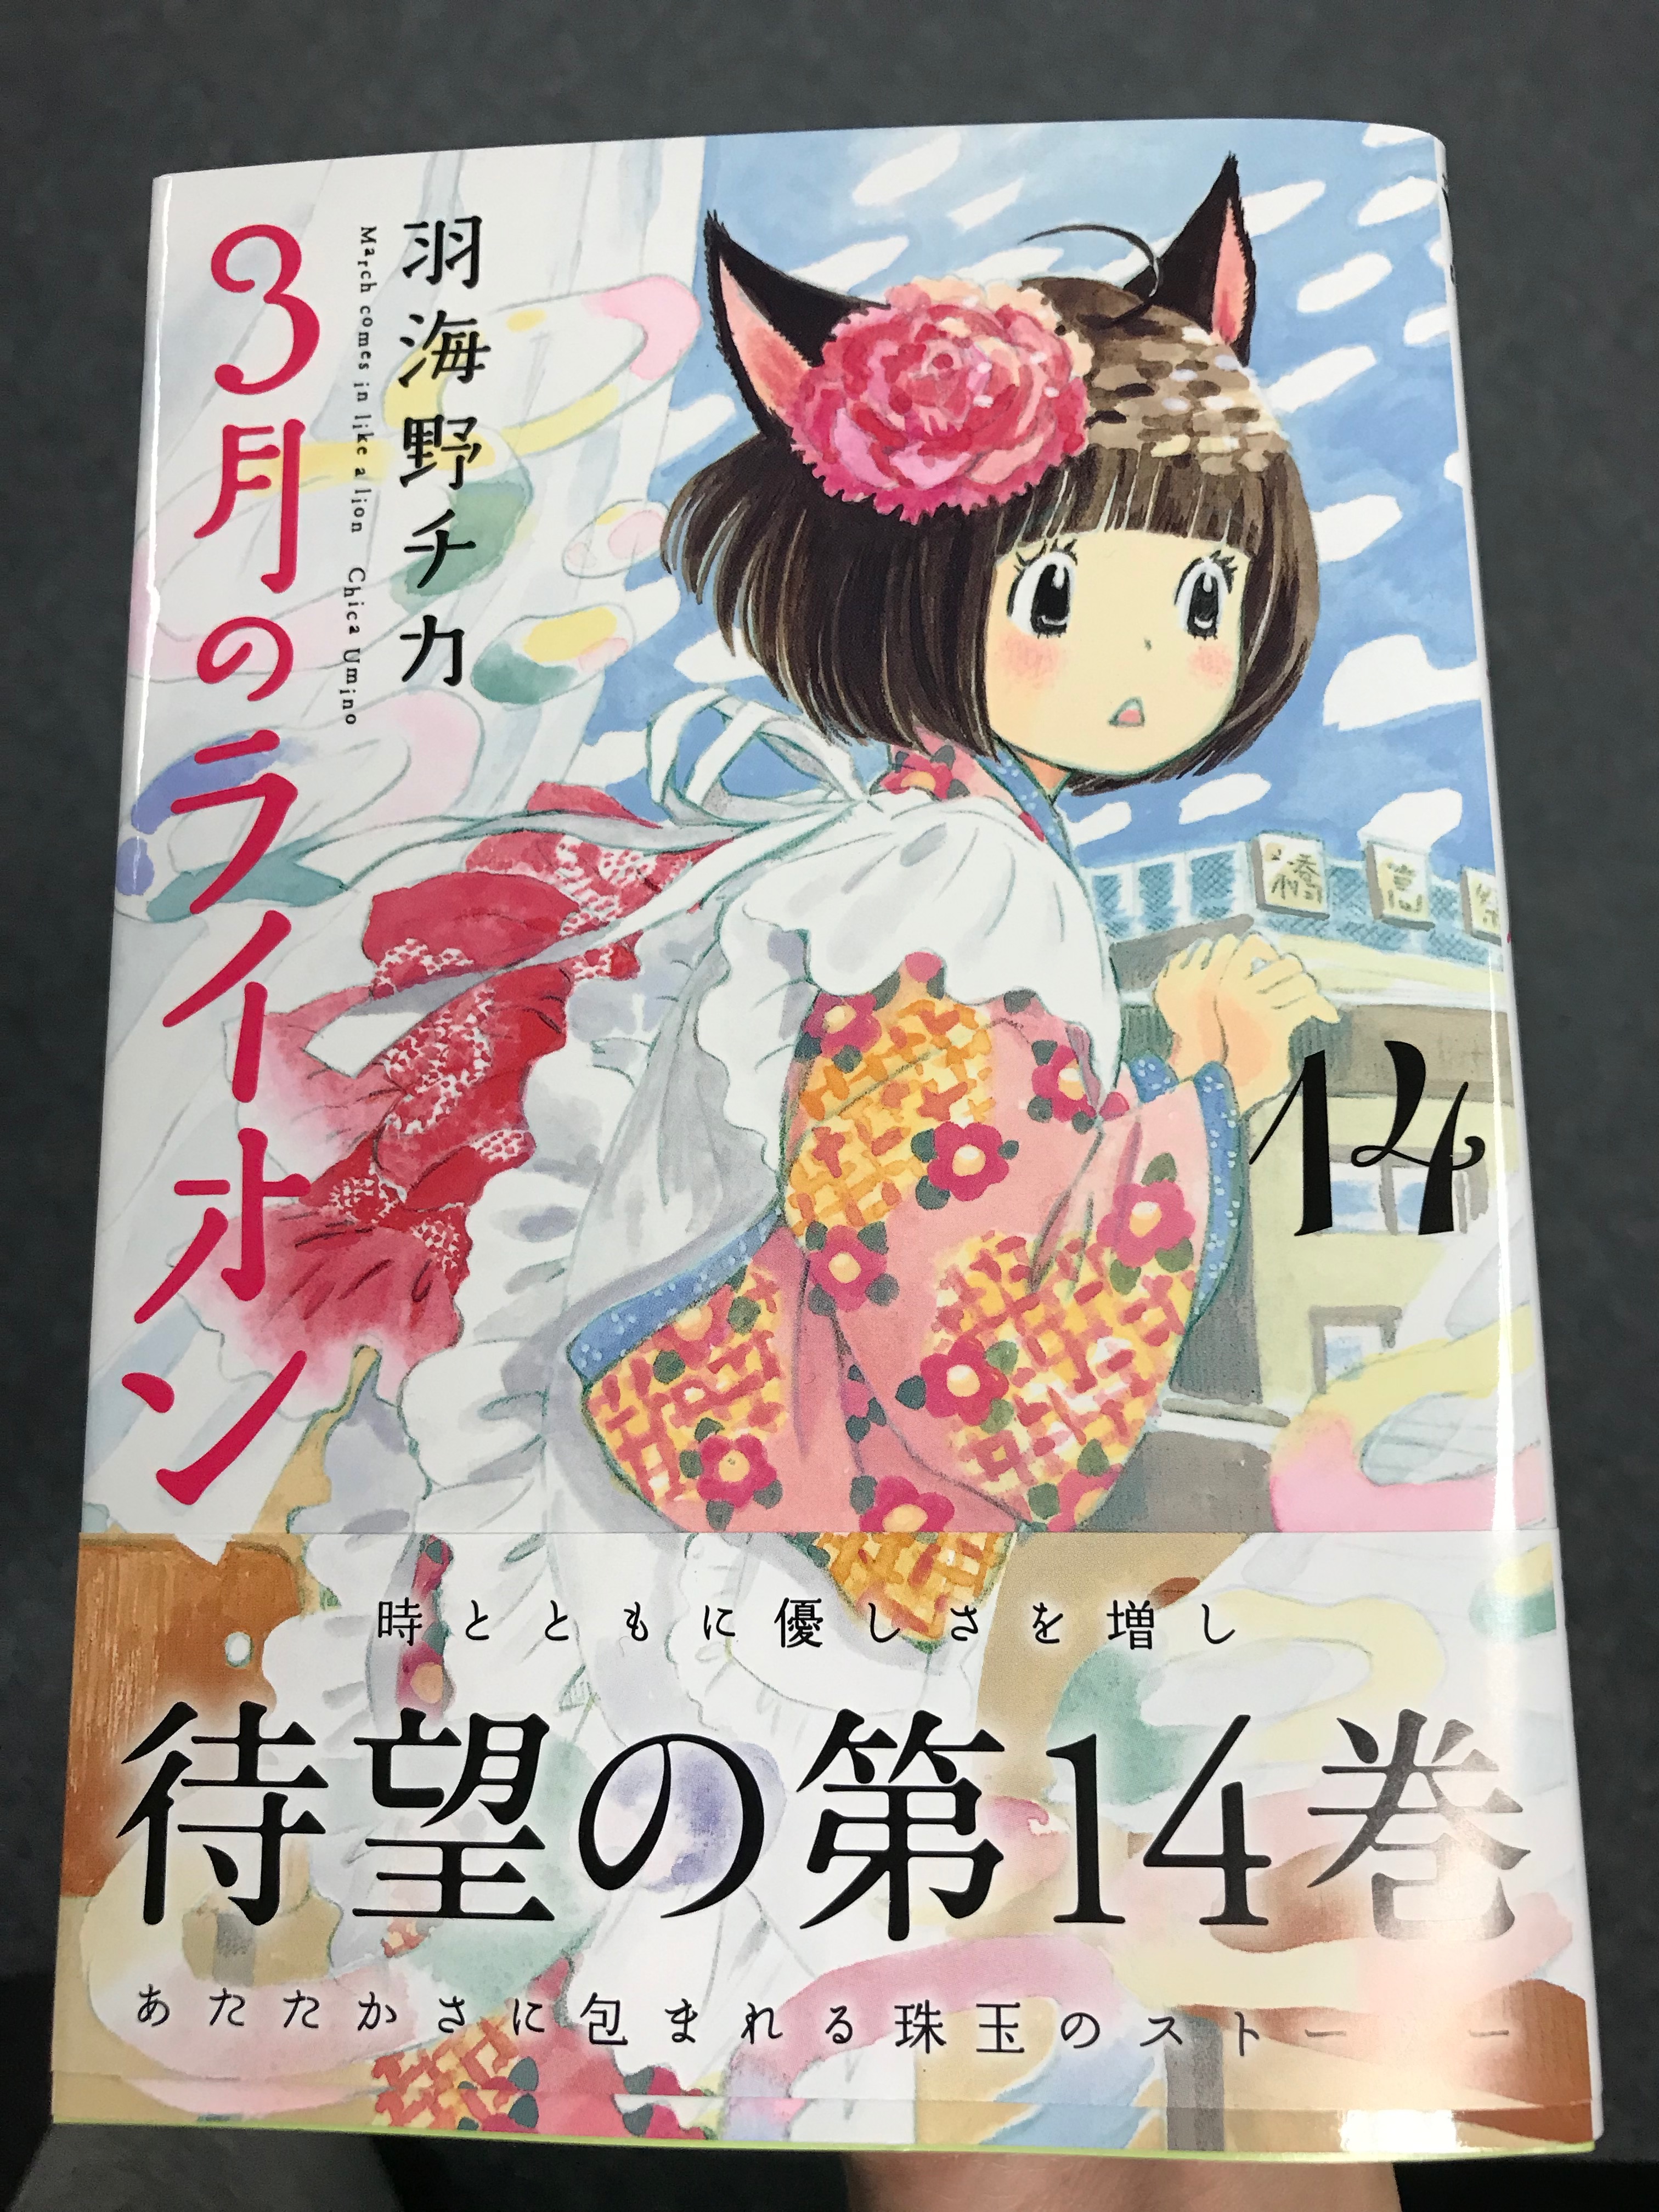 羽海野チカ
March comes in like a lion Chica Umino
3月のライオン
14
橋
時とともに優しさを増し
待望の第14巻
あたたかさに包まれる珠玉のストーリー